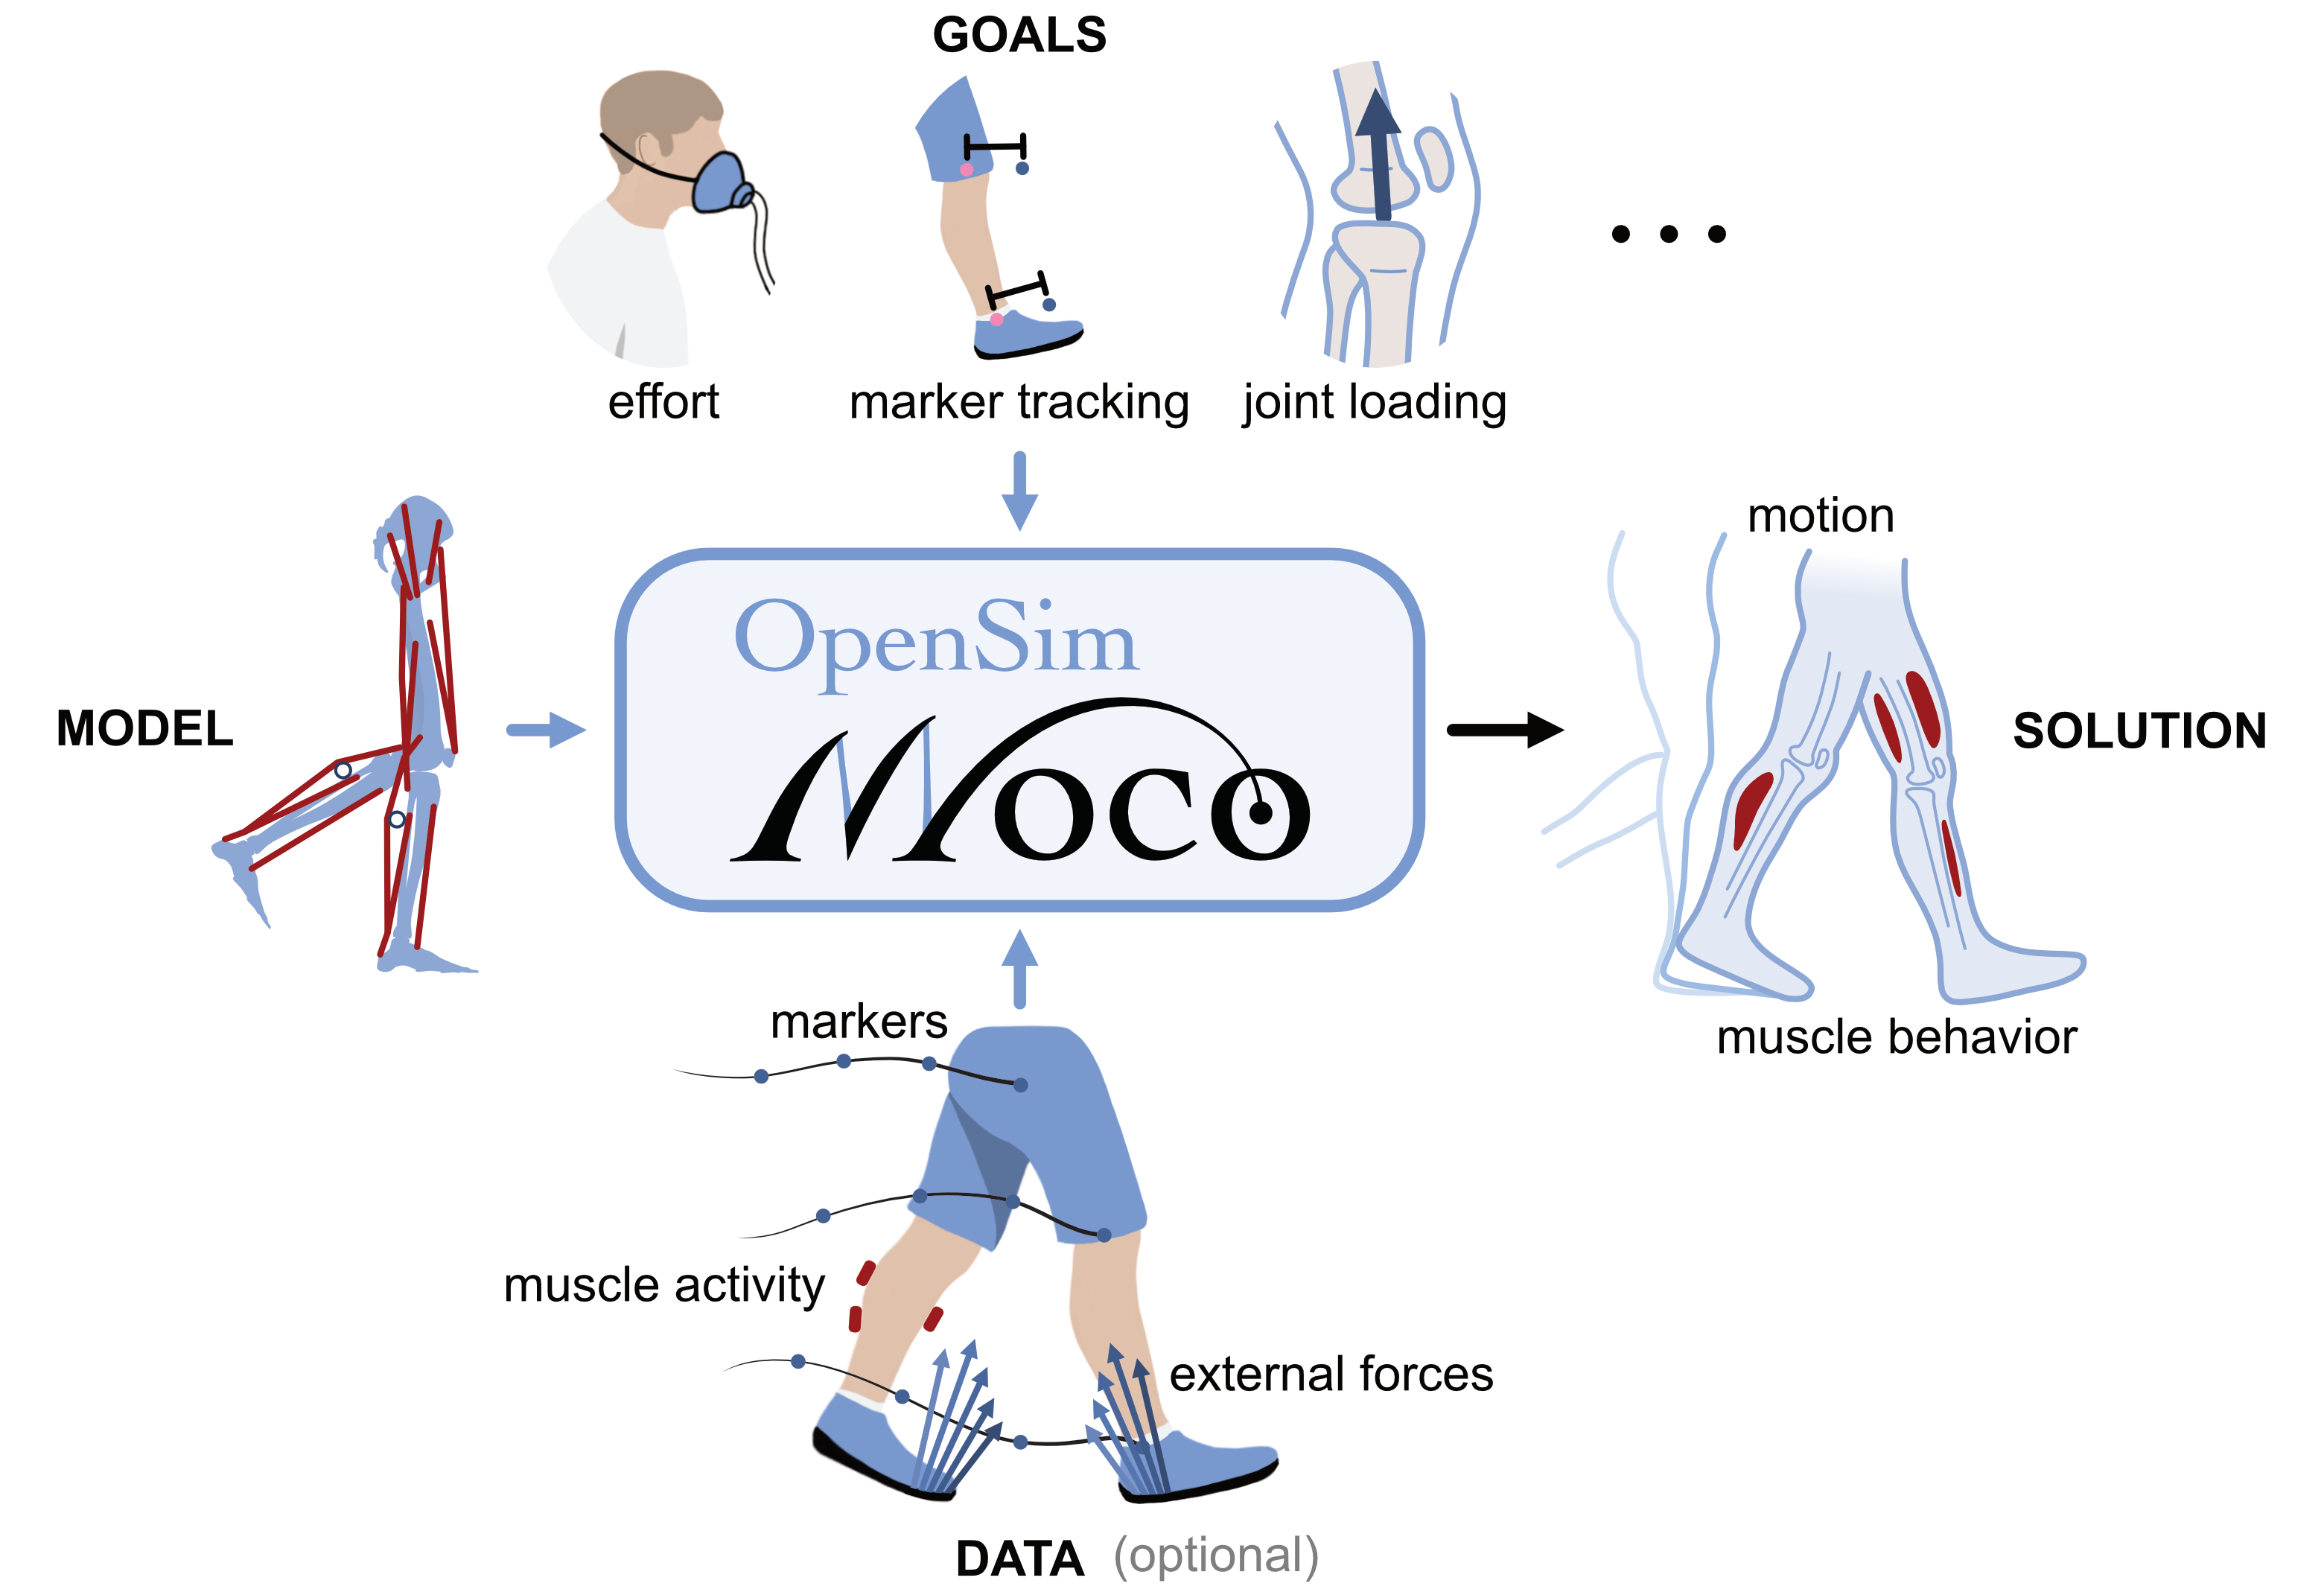 GOALS
effort
marker tracking
joint loading
• • •
motion
OpenSim
Moco
MODEL
SOLUTION
muscle behavior
markers
muscle activity
external forces
DATA (optional)